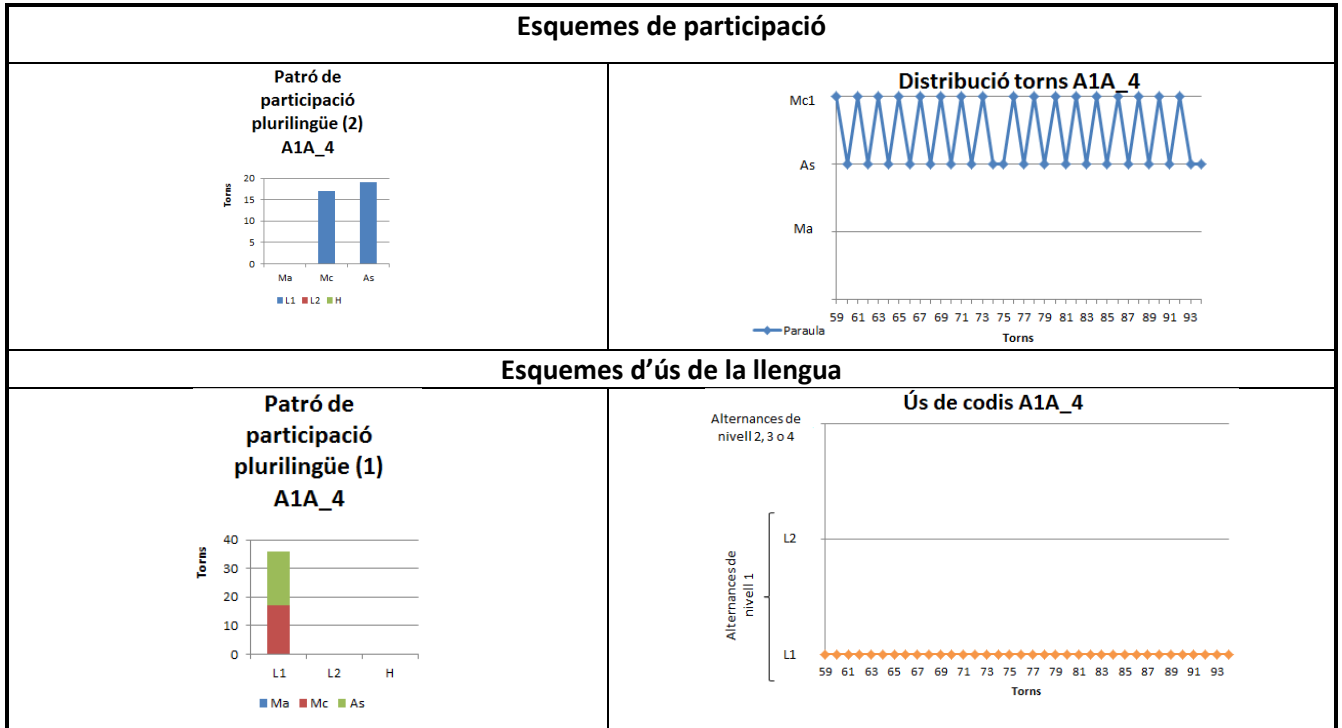 Esquemes de participació
Patró de
participació
plurilingüe (2)
A1A_4
Torns
20
15
10
5
0
Ma Mc As
L1 L2 H
Distribució torns A1A_4
Mc1
As
Ma
59 61 63 65 67 69 71 73 75 77 79 81 83 85 87 89 91 93
Paraula
Torns
Esquemes d'ús de la llengua
Patró de
participació
plurilingüe (1)
A1A_4
Torns
40
30
20
10
0
L1 L2 H
Ma Mc As
Ús de codis A1A_4
Alternances de
nivell 2, 3 o 4
L2
Alternances de
nivell 1
L1
59 61 63 65 67 69 71 73 75 77 79 81 83 85 87 89 91 93
Torns